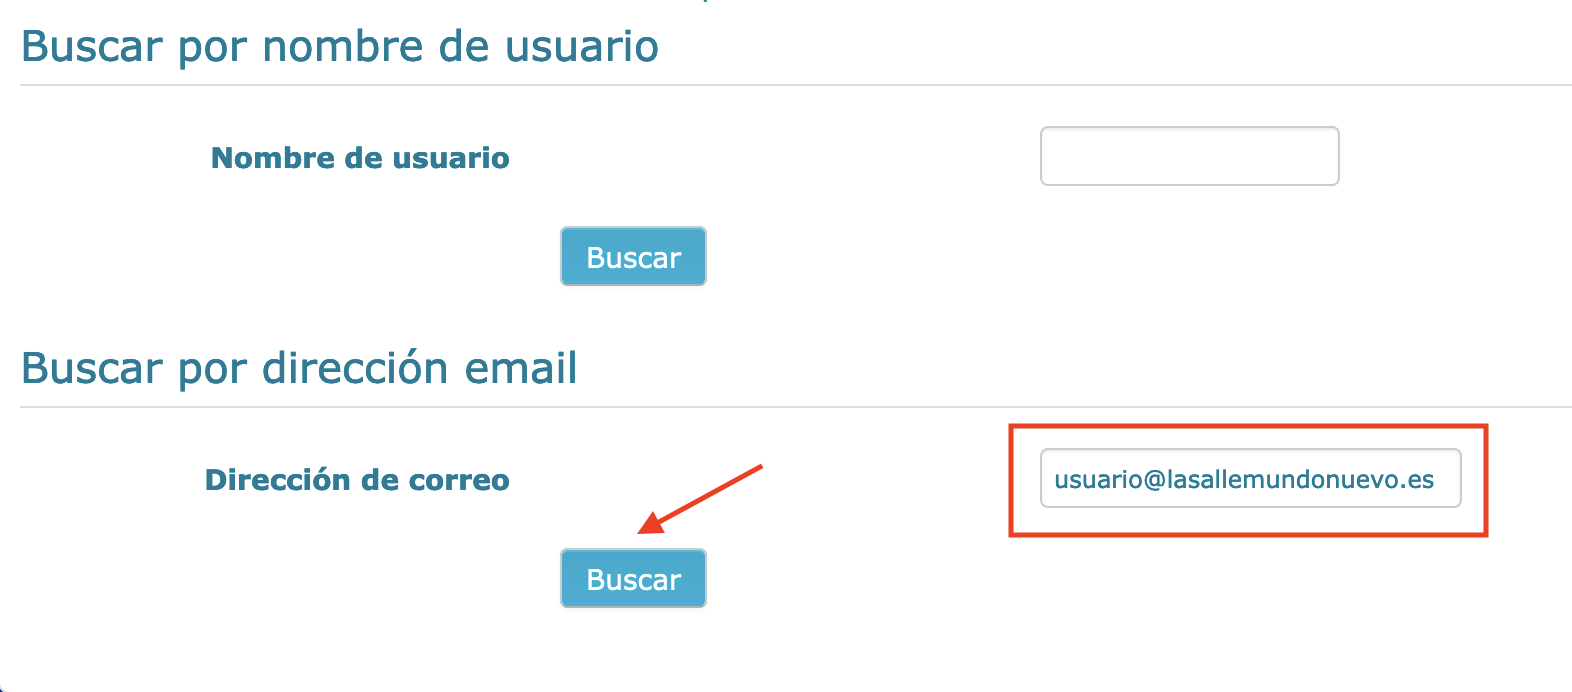 Buscar por nombre de usuario
Nombre de usuario
Buscar
Buscar por dirección email
Dirección de correo
usuario@lasallemundonuevo.es
Buscar